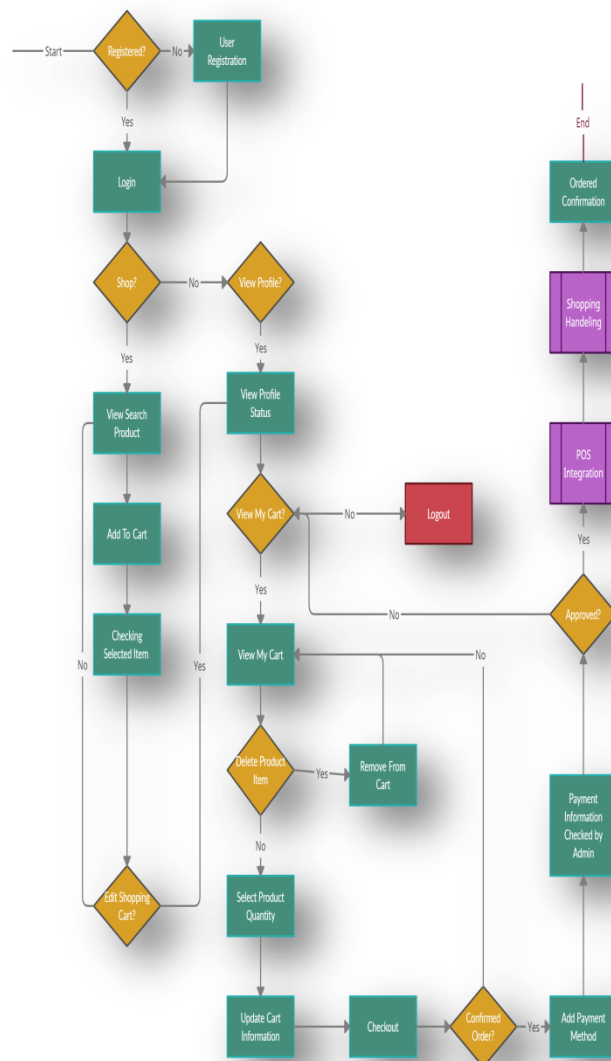 Start
Registered?
No
User
Registration
Yes
Login
Shop?
No
View Profile?
Yes
Yes
View Search
Product
View Profile
Status
Add To Cart
View My Cart?
No
Logout
Yes
Checking
Selected Item
No
Yes
View My Cart
No
Delete Product
Item
Yes
Remove From
Cart
No
Edit Shopping
Cart?
Select Product
Quantity
Update Cart
Information
Checkout
Confirmed
Order?
Yes
Add Payment
Method
Payment
Information
Checked by
Admin
Approved?
No
Yes
POS
Integration
Shopping
Handeling
Ordered
Confirmation
End